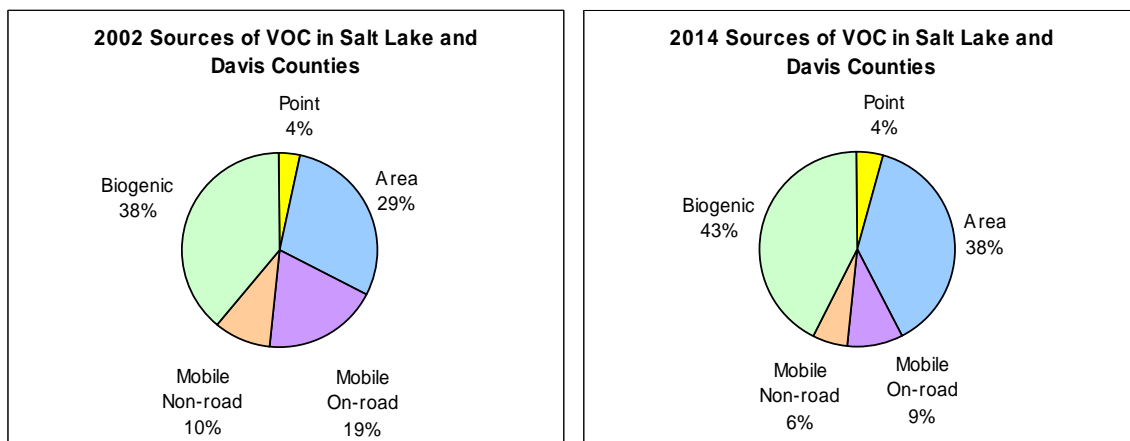 2002 Sources of VOC in Salt Lake and
Davis Counties
Point
4%
Area
29%
Biogenic
38%
Mobile
Non-road
10%
Mobile
On-road
19%
2014 Sources of VOC in Salt Lake and
Davis Counties
Point
4%
Biogenic
43%
Area
38%
Mobile
Non-road
6%
Mobile
On-road
9%